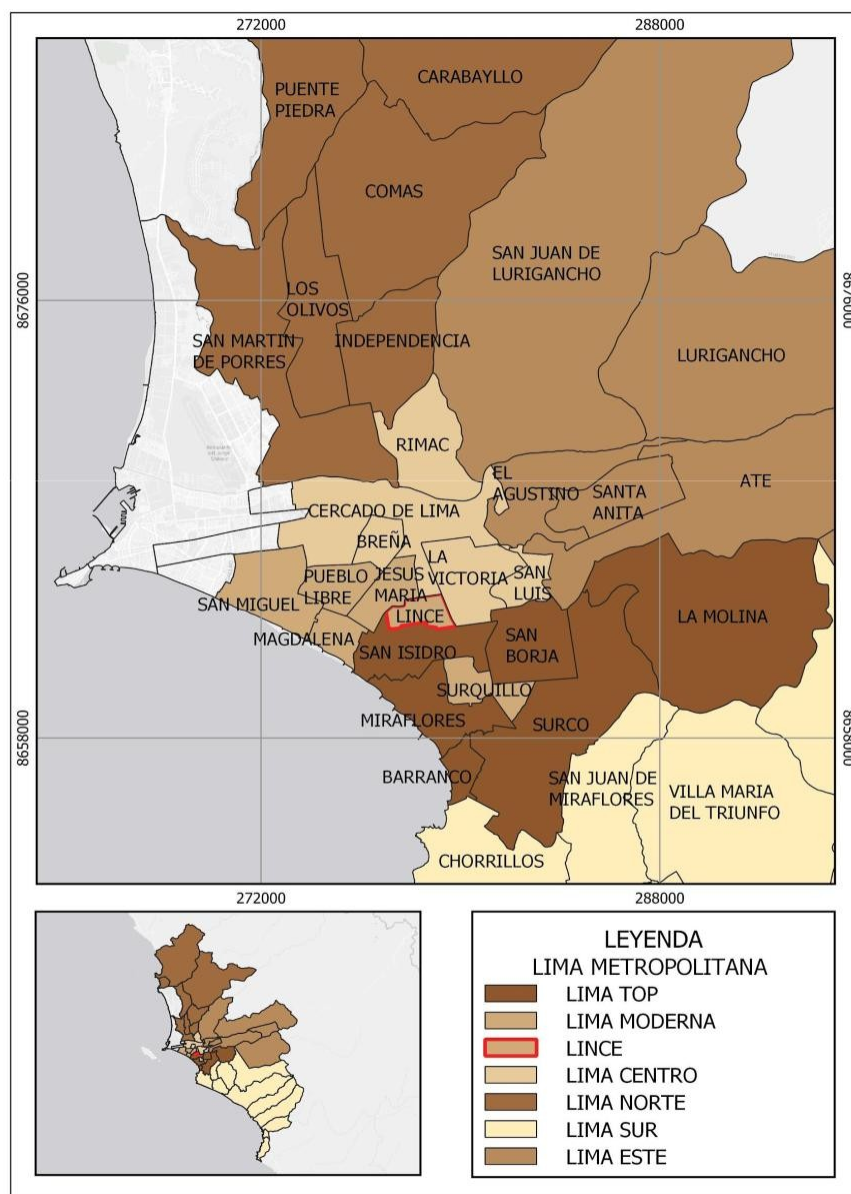 272000
288000
PUENTE
PIEDRA
CARABAYLLO
COMAS
SAN JUAN DE
LURIGANCHO
LOS
OLIVOS
8676000
8676000
SAN MARTIN
DE PORRES
INDEPENDENCIA
LURIGANCHO
RIMAC
EL
AGUSTINO
SANTA
ANITA
ATE
CERCADO DE LIMA
BREÑA
LA
VICTORIA
SAN
LUIS
JESUS
MARIA
PUEBLO
LIBRE
SAN MIGUEL
LINCE
LA MOLINA
MAGDALENA
SAN ISIDRO
SAN
BORJA
SURQUILLO
MIRAFLORES
SURCO
8658000
8658000
BARRANCO
SAN JUAN DE
MIRAFLORES
VILLA MARIA
DEL TRIUNFO
CHORRILLOS
272000
288000
LEYENDA
LIMA METROPOLITANA
LIMA TOP
LIMA MODERNA
LINCE
LIMA CENTRO
LIMA NORTE
LIMA SUR
LIMA ESTE